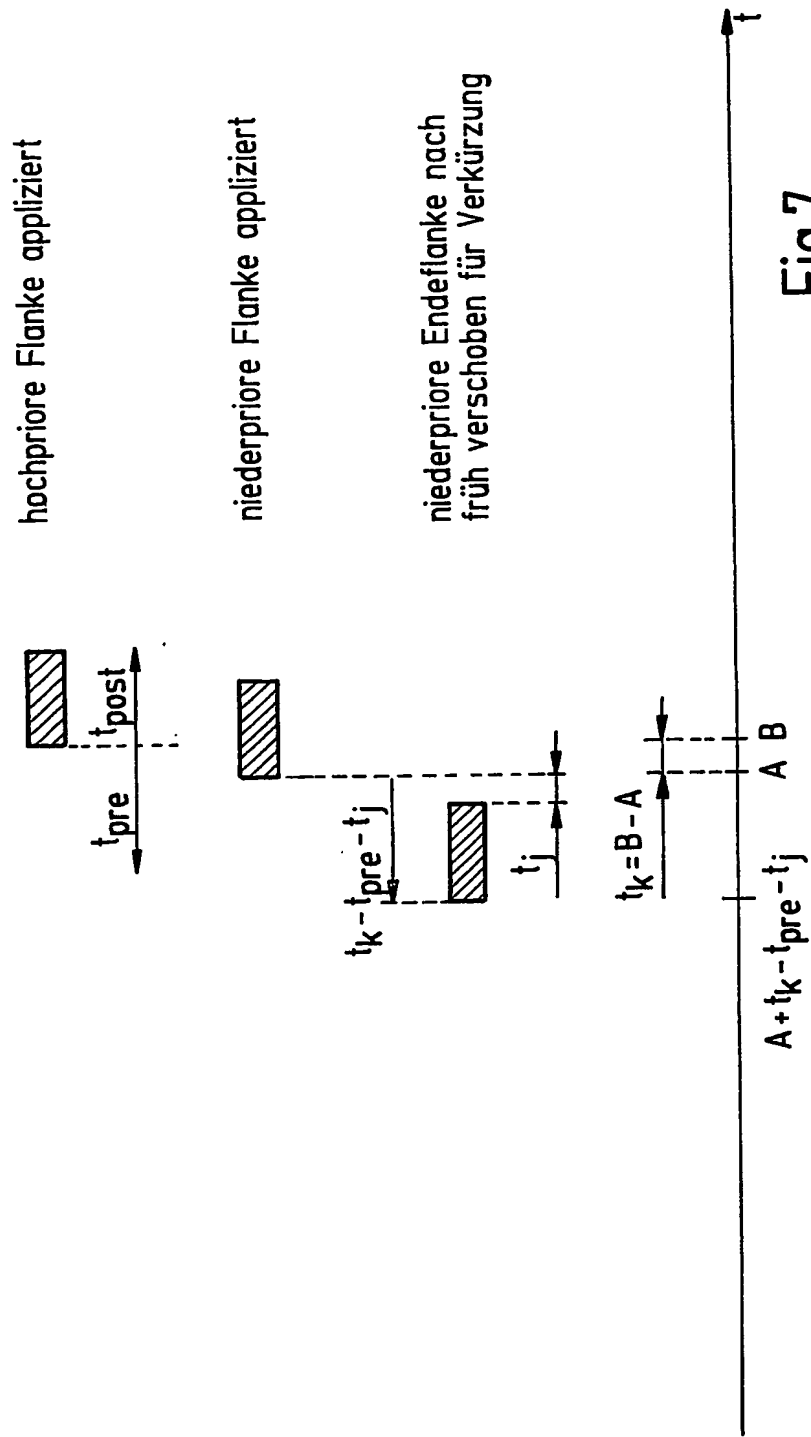 hochpriore Flanke appliziert
t_pre t_post
niederpriore Flanke appliziert
t_k - t_pre - t_j
niederpriore Endeflanke nach
früh verschoben für Verkürzung
t_j
t_k = B - A
A + t_k - t_pre - t_j A B t
Fig.7